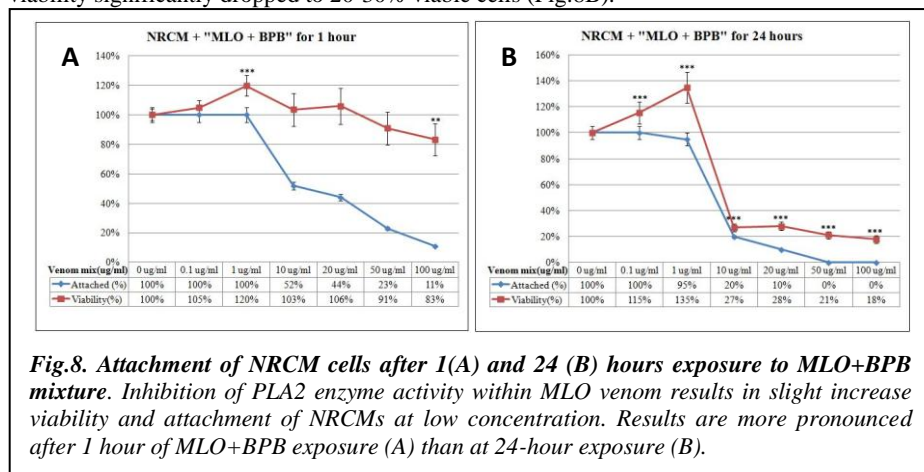 viability significantly dropped to 20-30% viable cells (Fig.8B).
A
NRCM + "MLO + BPB" for 1 hour
140%
120%
100%
80%
60%
40%
20%
0%
***
**
Venom mix(ug/ml) 0 ug/ml 0.1 ug/ml 1 ug/ml 10 ug/ml 20 ug/ml 50 ug/ml 100 ug/ml
Attached (%) 100% 100% 100% 52% 44% 23% 11%
Viability(%) 100% 105% 120% 103% 106% 91% 83%
B
NRCM + "MLO + BPB" for 24 hours
160%
140%
120%
100%
80%
60%
40%
20%
0%
***
***
***
***
***
***
Venom mix(ug/ml) 0 ug/ml 0.1 ug/ml 1 ug/ml 10 ug/ml 20 ug/ml 50 ug/ml 100 ug/ml
Attached (%) 100% 100% 95% 20% 10% 0% 0%
Viability(%) 100% 115% 135% 27% 28% 21% 18%
Fig.8. Attachment of NRCM cells after 1(A) and 24 (B) hours exposure to MLO+BPB
mixture. Inhibition of PLA2 enzyme activity within MLO venom results in slight increase
viability and attachment of NRCMs at low concentration. Results are more pronounced
after 1 hour of MLO+BPB exposure (A) than at 24-hour exposure (B).